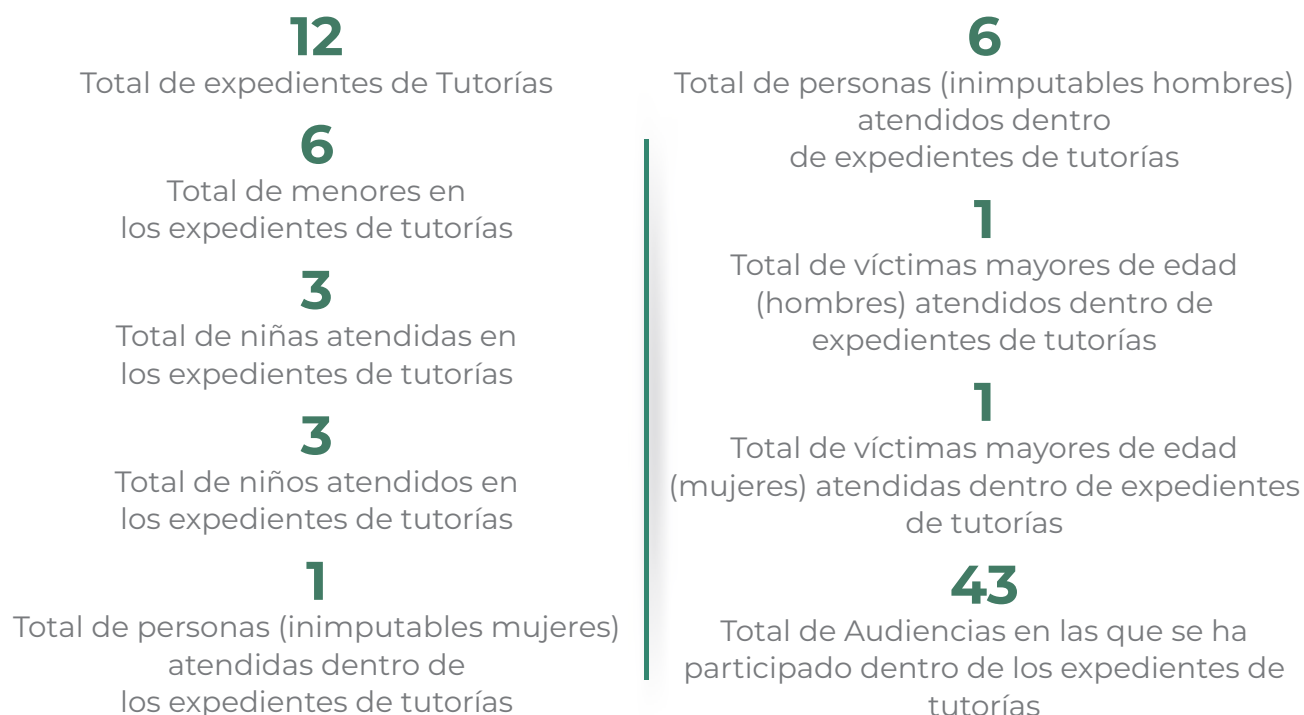 12
Total de expedientes de Tutorías
6
Total de menores en
los expedientes de tutorías
3
Total de niñas atendidas en
los expedientes de tutorías
3
Total de niños atendidos en
los expedientes de tutorías
1
Total de personas (inimputables mujeres)
atendidas dentro de
los expedientes de tutorías
6
Total de personas (inimputables hombres)
atendidos dentro
de expedientes de tutorías
1
Total de víctimas mayores de edad
(hombres) atendidos dentro de
expedientes de tutorías
1
Total de víctimas mayores de edad
(mujeres) atendidas dentro de expedientes
de tutorías
43
Total de Audiencias en las que se ha
participado dentro de los expedientes de
tutorías